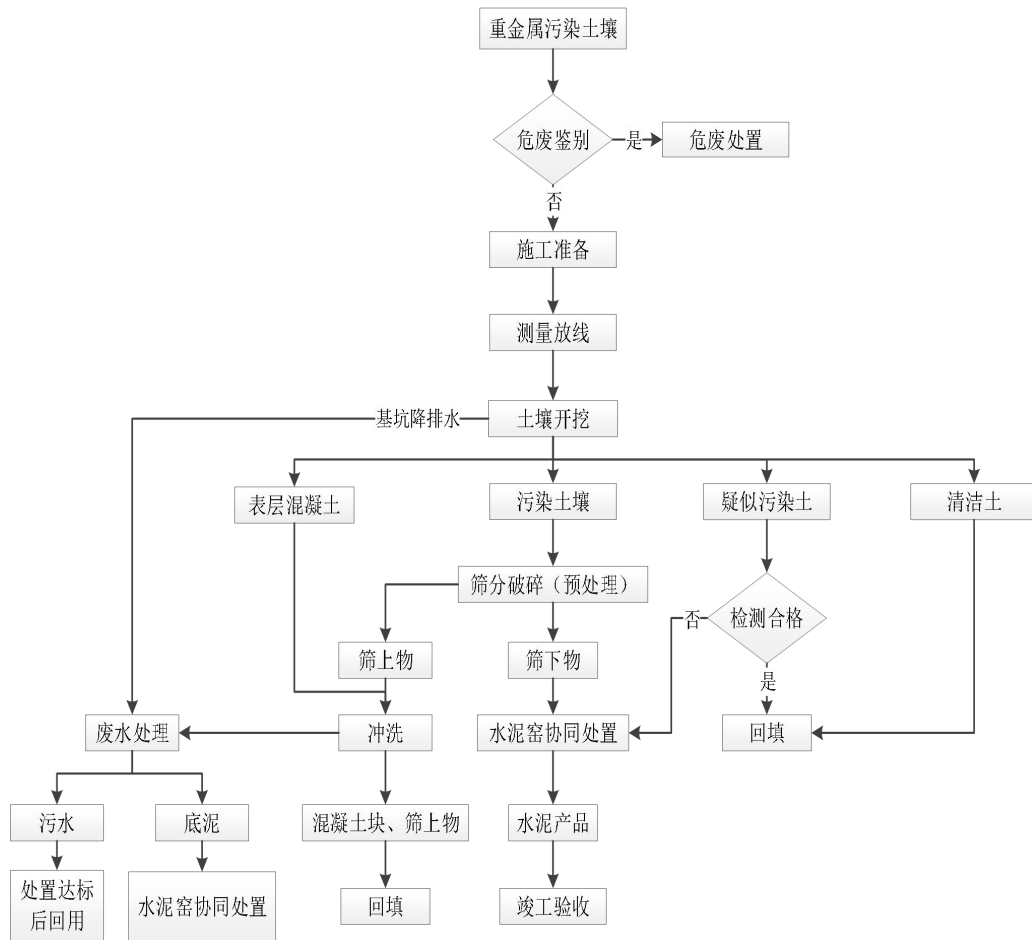 重金属污染土壤
危废鉴别
是
危废处置
否
施工准备
测量放线
基坑降排水
土壤开挖
表层混凝土
污染土壤
疑似污染土
清洁土
筛分破碎（预处理）
检测合格
否
筛上物
筛下物
是
废水处理
冲洗
水泥窑协同处置
回填
污水
底泥
混凝土块、筛上物
水泥产品
处置达标
后回用
水泥窑协同处置
回填
竣工验收